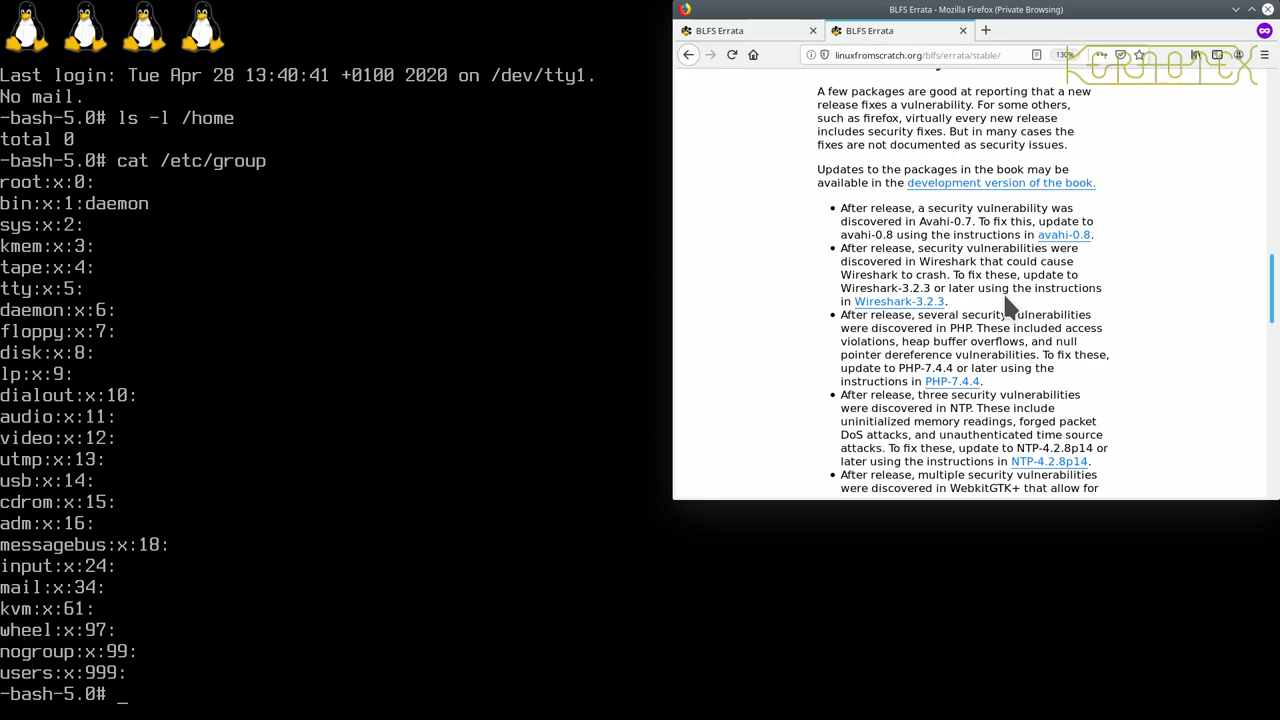 Last login: Tue Apr 28 13:40:41 +0100 2020 on /dev/tty1.
No mail.
-bash-5.0# ls -l /home
total 0
-bash-5.0# cat /etc/group
root:x:0:
bin:x:1:daemon
sys:x:2:
kmem:x:3:
tape:x:4:
tty:x:5:
daemon:x:6:
floppy:x:7:
disk:x:8:
lp:x:9:
dialout:x:10:
audio:x:11:
video:x:12:
utmp:x:13:
usb:x:14:
cdrom:x:15:
adm:x:16:
messagebus:x:18:
input:x:24:
mail:x:34:
kvm:x:61:
wheel:x:97:
nogroup:x:99:
users:x:999:
-bash-5.0# _
BLFS Errata - Mozilla Firefox (Private Browsing)
BLFS Errata
BLFS Errata
linuxfromscratch.org/blfs/errata/stable/
130%
A few packages are good at reporting that a new
release fixes a vulnerability. For some others,
such as firefox, virtually every new release
includes security fixes. But in many cases the
fixes are not documented as security issues.
Updates to the packages in the book may be
available in the development version of the book.
After release, a security vulnerability was
discovered in Avahi-0.7. To fix this, update to
avahi-0.8 using the instructions in avahi-0.8.
After release, security vulnerabilities were
discovered in Wireshark that could cause
Wireshark to crash. To fix these, update to
Wireshark-3.2.3 or later using the instructions
in Wireshark-3.2.3.
After release, several security vulnerabilities
were discovered in PHP. These included access
violations, heap buffer overflows, and null
pointer dereference vulnerabilities. To fix these,
update to PHP-7.4.4 or later using the
instructions in PHP-7.4.4.
After release, three security vulnerabilities
were discovered in NTP. These include
uninitialized memory readings, forged packet
DoS attacks, and unauthenticated time source
attacks. To fix these, update to NTP-4.2.8p14 or
later using the instructions in NTP-4.2.8p14.
After release, multiple security vulnerabilities
were discovered in WebkitGTK+ that allow for